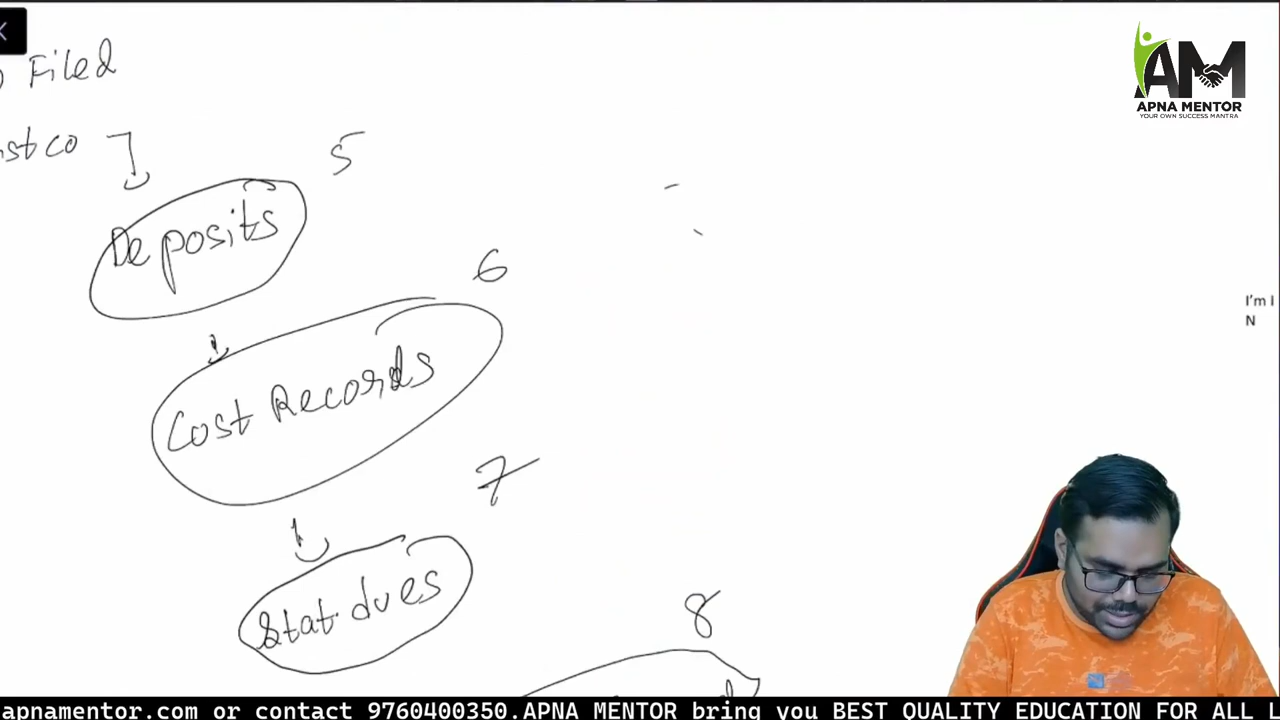 Filed
AM
APNA MENTOR
YOUR OWN SUCCESS MANTRA
5
Deposits
6
Cost Records
I'm I
N
7
Stat dues
8
apnamentor.com or contact 9760400350.APNA MENTOR bring you BEST QUALITY EDUCATION FOR ALL L